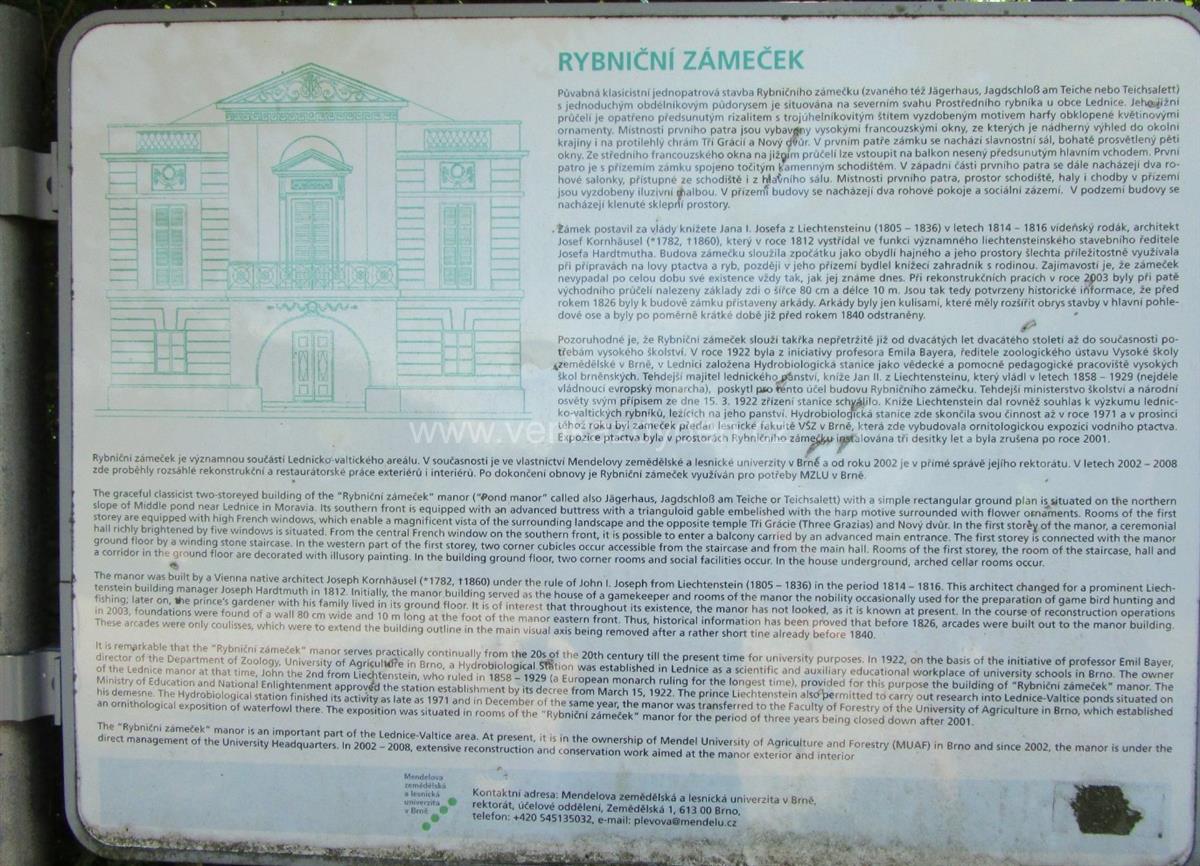 RYBNIČNÍ ZÁMEČEK
Půvabná klasicistní jednopatrová stavba Rybničního zámečku (zvaného též Jägerhaus, Jagdschloß am Teiche nebo Teichsalett)
s jednoduchým obdélníkovým půdorysem je situována na severním svahu Prostředního rybníka u obce Lednice. Jeho jižní
průčelí je opatřeno předsunutým rizalitem s trojúhelníkovitým štítem vyzdobeným motivem harfy obklopené květinovými
ornamenty. Místnosti prvního patra jsou vybaveny vysokými francouzskými okny, ze kterých je nádherný výhled do okolní
krajiny i na protilehlý chrám Tří Grácií a Nový dvůr. V prvním patře zámku se nachází slavnostní sál, bohatě prosvětlený pěti
okny. Ze středního francouzského okna na jižním průčelí lze vstoupit na balkon nesený předsunutým hlavním vchodem. První
patro je s přízemím zámku spojeno točitým kamenným schodištěm. V západní části prvního patra se dále nacházejí dva ro-
hové salonky, přístupné ze schodiště i z hlavního sálu. Místnosti prvního patra, prostor schodiště, haly i chodby v přízemí
jsou vyzdobeny iluzivní malbou. V přízemí budovy se nacházejí dva rohové pokoje a sociální zázemí. V podzemí budovy se
nacházejí klenuté sklepní prostory.
Zámek postavil za vlády knížete Jana I. Josefa z Liechtensteinu (1805 – 1836) v letech 1814 – 1816 vídeňský rodák, architekt
Josef Kornhäusel (*1782, †1860), který v roce 1812 vystřídal ve funkci významného liechtensteinského stavebního ředitele
Josefa Hardtmutha. Budova zámečku sloužila zpočátku jako obydlí hajného a jeho prostory šlechta příležitostně využívala
při přípravách na lovy ptactva a ryb, později v jeho přízemí bydlel knížecí zahradník s rodinou. Zajímavostí je, že zámeček
nevypadal po celou dobu své existence vždy tak, jak jej známe dnes. Při rekonstrukčních pracích v roce 2003 byly při patě
východního průčelí nalezeny základy zdi o šířce 80 cm a délce 10 m. Jsou tak tedy potvrzeny historické informace, že před
rokem 1826 byly k budově zámku přistaveny arkády. Arkády byly jen kulisami, které měly rozšířit obrys stavby v hlavní pohle-
dové ose a byly po poměrně krátké době již před rokem 1840 odstraněny.
Pozoruhodné je, že Rybniční zámeček slouží takřka nepřetržitě již od dvacátých let dvacátého století až do současnosti po-
třebám vysokého školství. V roce 1922 byla z iniciativy profesora Emila Bayera, ředitele zoologického ústavu Vysoké školy
zemědělské v Brně, v Lednici založena Hydrobiologická stanice jako vědecké a pomocné pedagogické pracoviště vysokých
škol brněnských. Tehdejší majitel lednického panství, kníže Jan II. z Liechtensteinu, který vládl v letech 1858 – 1929 (nejdéle
vládnoucí evropský monarcha), poskytl pro tento účel budovu Rybničního zámečku. Tehdejší ministerstvo školství a národní
osvěty svým přípisem ze dne 15. 3. 1922 zřízení stanice schválilo. Kníže Liechtenstein dal rovněž souhlas k výzkumu lednic-
ko-valtických rybníků, ležících na jeho panství. Hydrobiologická stanice zde skončila svou činnost až v roce 1971 a v prosinci
téhož roku byl zámeček předán lesnické fakultě VŠZ v Brně, která zde vybudovala ornitologickou expozici vodního ptactva.
Expozice ptactva byla v prostorách Rybničního zámečku instalována tři desítky let a byla zrušena po roce 2001.
Rybniční zámeček je významnou součástí Lednicko-valtického areálu. V současnosti je ve vlastnictví Mendelovy zemědělské a lesnické univerzity v Brně a od roku 2002 je v přímé správě jejího rektorátu. V letech 2002 – 2008
zde proběhly rozsáhlé rekonstrukční a restaurátorské práce exteriérů i interiérů. Po dokončení obnovy je Rybniční zámeček využíván pro potřeby MZLU v Brně.
The graceful classicist two-storeyed building of the "Rybniční zámeček" manor ("Pond manor" called also Jägerhaus, Jagdschloß am Teiche or Teichsalett) with a simple rectangular ground plan is situated on the northern
slope of Middle pond near Lednice in Moravia. Its southern front is equipped with an advanced buttress with a trianguloid gable embelished with the harp motive surrounded with flower ornaments. Rooms of the first
storey are equipped with high French windows, which enable a magnificent vista of the surrounding landscape and the opposite temple Tři Grácie (Three Grazias) and Nový dvůr. In the first storey of the manor, a ceremonial
hall richly brightened by five windows is situated. From the central French window on the southern front, it is possible to enter a balcony carried by an advanced main entrance. The first storey is connected with the manor
ground floor by a winding stone staircase. In the western part of the first storey, two corner cubicles occur accessible from the staircase and from the main hall. Rooms of the first storey, the room of the staircase, hall and
a corridor in the ground floor are decorated with illusory painting. In the building ground floor, two corner rooms and social facilities occur. In the house underground, arched cellar rooms occur.
The manor was built by a Vienna native architect Joseph Kornhäusel (*1782, †1860) under the rule of John I. Joseph from Liechtenstein (1805 – 1836) in the period 1814 – 1816. This architect changed for a prominent Liech-
tenstein building manager Joseph Hardtmuth in 1812. Initially, the manor building served as the house of a gamekeeper and rooms of the manor the nobility occasionally used for the preparation of game bird hunting and
fishing; later on, the prince's gardener with his family lived in its ground floor. It is of interest that throughout its existence, the manor has not looked, as it is known at present. In the course of reconstruction operations
in 2003, foundations were found of a wall 80 cm wide and 10 m long at the foot of the manor eastern front. Thus, historical information has been proved that before 1826, arcades were built out to the manor building.
These arcades were only coulisses, which were to extend the building outline in the main visual axis being removed after a rather short tine already before 1840.
It is remarkable that the "Rybniční zámeček" manor serves practically continually from the 20s of the 20th century till the present time for university purposes. In 1922, on the basis of the initiative of professor Emil Bayer,
director of the Department of Zoology, University of Agriculture in Brno, a Hydrobiological Station was established in Lednice as a scientific and auxiliary educational workplace of university schools in Brno. The owner
of the Lednice manor at that time, John the 2nd from Liechtenstein, who ruled in 1858 – 1929 (a European monarch ruling for the longest time), provided for this purpose the building of "Rybniční zámeček" manor. The
Ministry of Education and National Enlightenment approved the station establishment by its decree from March 15, 1922. The prince Liechtenstein also permitted to carry out research into Lednice-Valtice ponds situated on
his demesne. The Hydrobiological station finished its activity as late as 1971 and in December of the same year, the manor was transferred to the Faculty of Forestry of the University of Agriculture in Brno, which established
an ornithological exposition of waterfowl there. The exposition was situated in rooms of the "Rybniční zámeček" manor for the period of three years being closed down after 2001.
The "Rybniční zámeček" manor is an important part of the Lednice-Valtice area. At present, it is in the ownership of Mendel University of Agriculture and Forestry (MUAF) in Brno and since 2002, the manor is under the
direct management of the University Headquarters. In 2002 – 2008, extensive reconstruction and conservation work aimed at the manor exterior and interior
Mendelova
zemědělská
a lesnická
univerzita
v Brně
Kontaktní adresa: Mendelova zemědělská a lesnická univerzita v Brně,
rektorát, účelové oddělení, Zemědělská 1, 613 00 Brno,
telefon: +420 545135032, e-mail: plevova@mendelu.cz